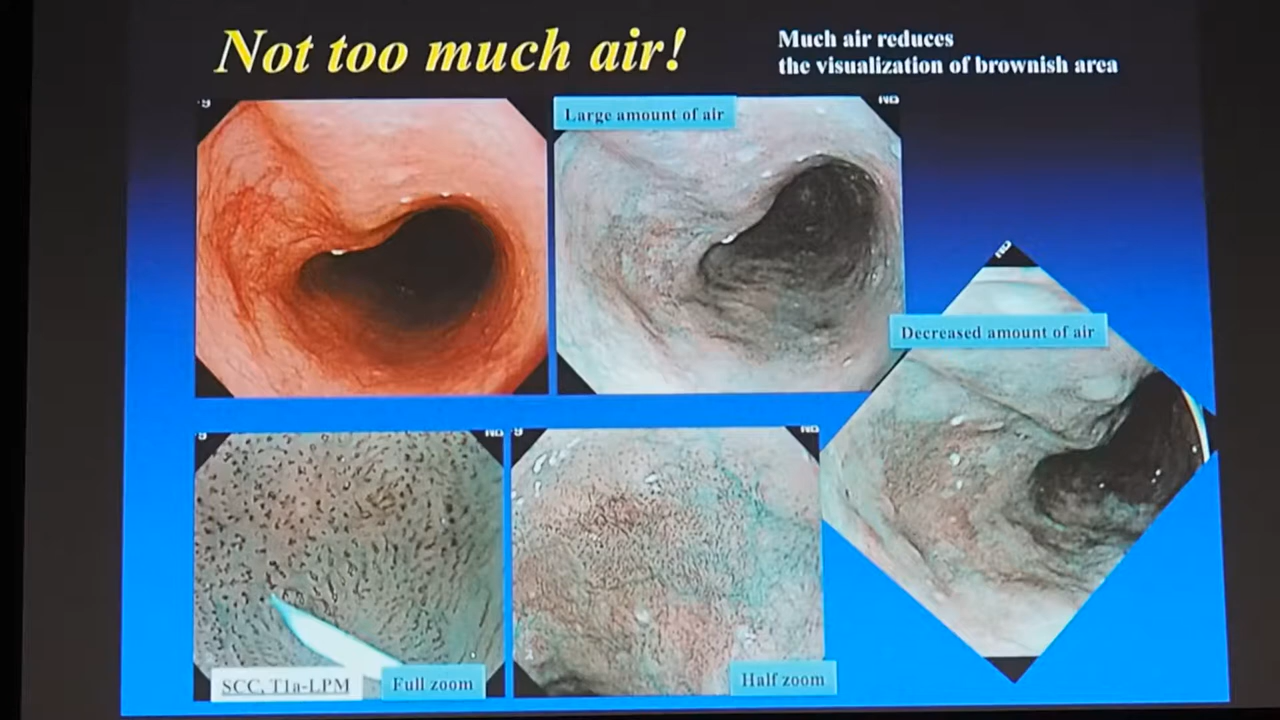 Not too much air!
Much air reduces
the visualization of brownish area
Large amount of air
Decreased amount of air
SCC, T1a-LPM
Full zoom
Half zoom